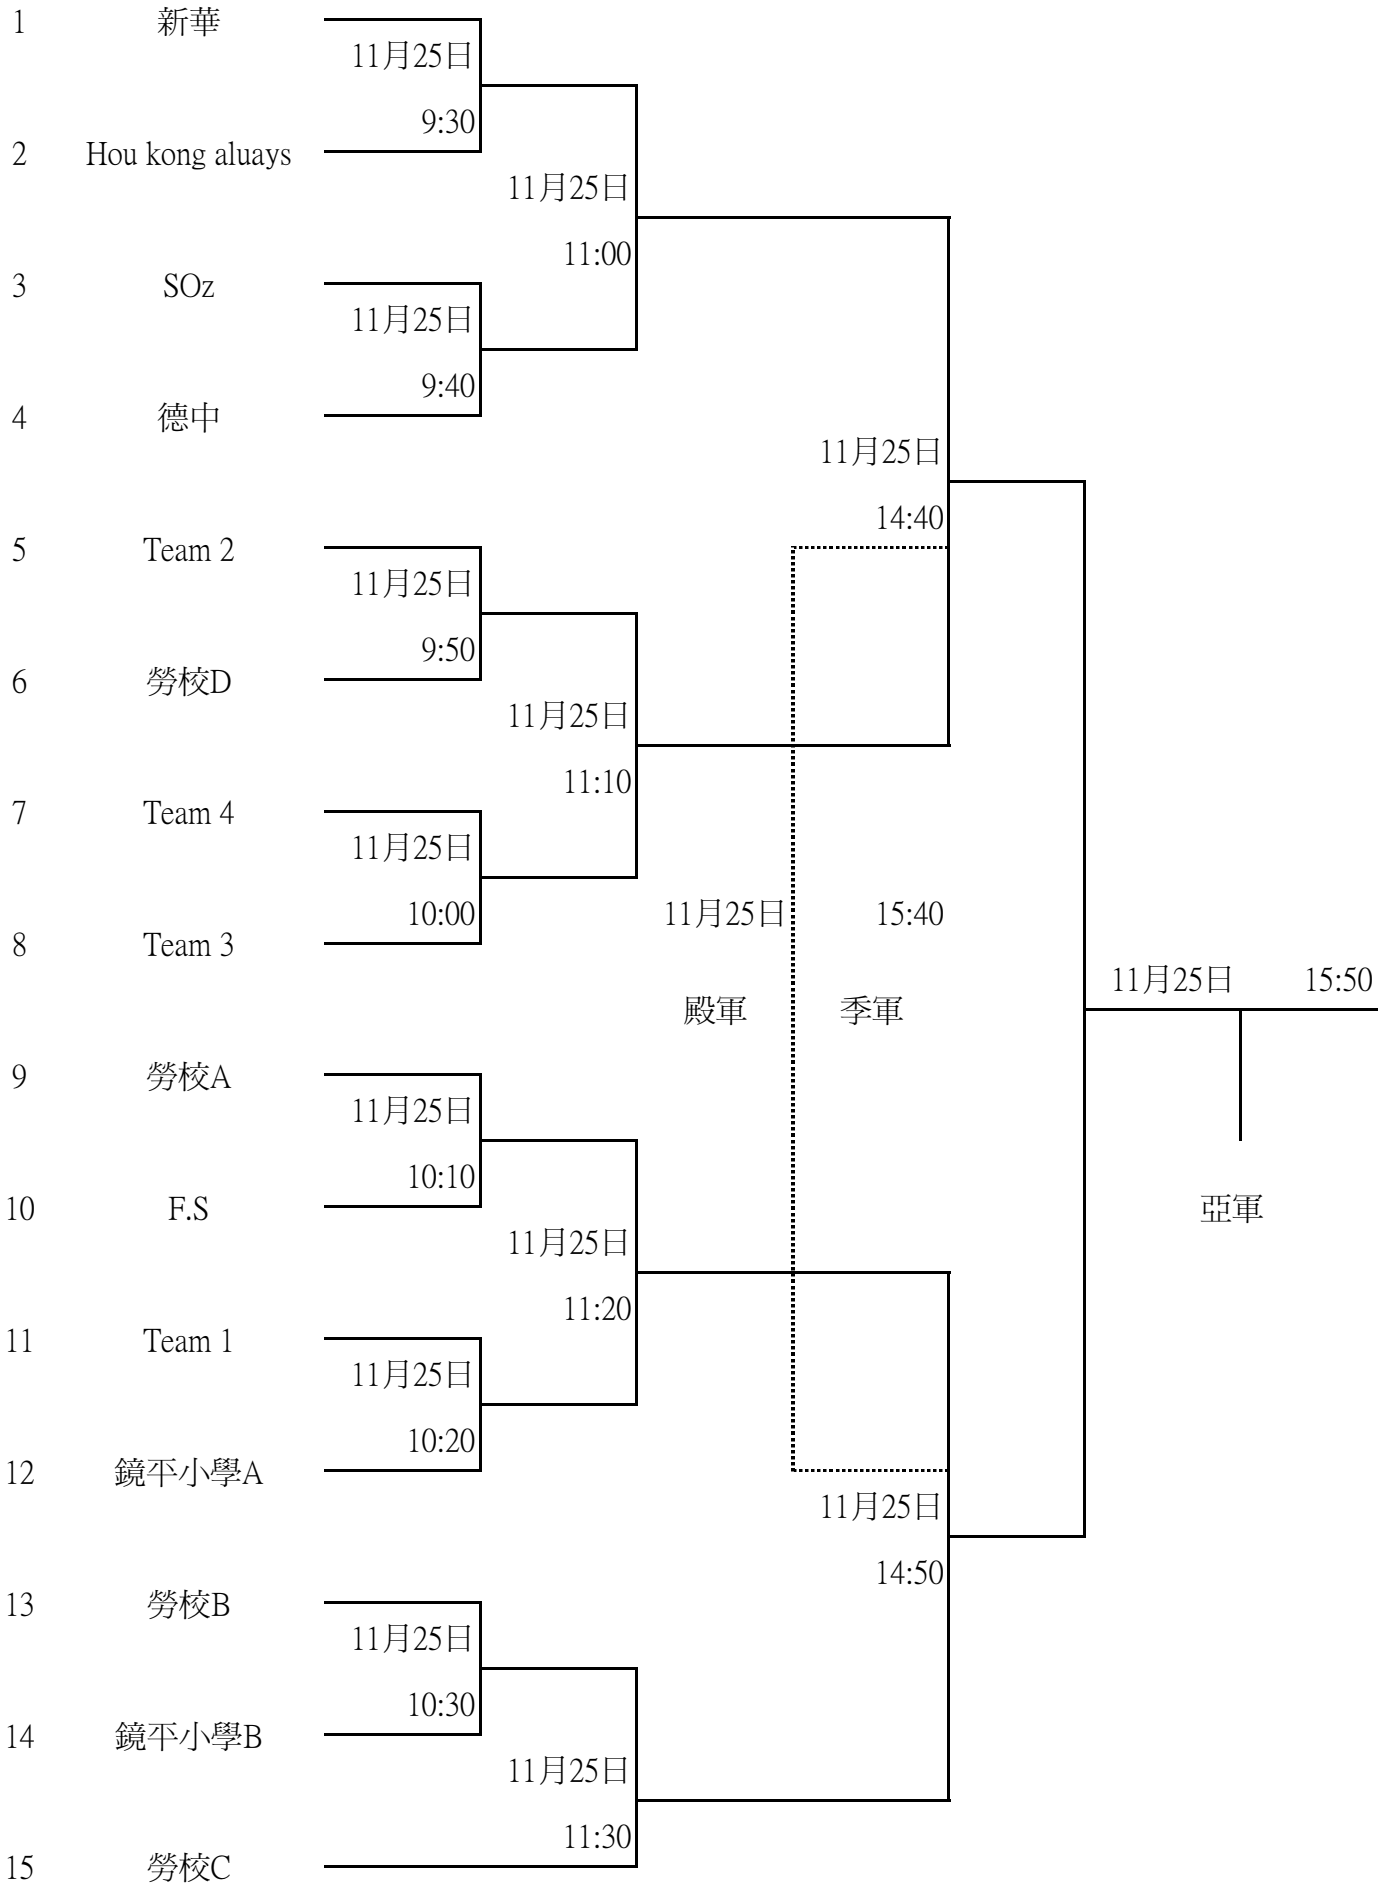 1 新華
11月25日
9:30
2 Hou kong aluays
11月25日
11:00
3 SOz
11月25日
9:40
4 德中
11月25日
14:40
5 Team 2
11月25日
9:50
6 勞校D
11月25日
11:10
7 Team 4
11月25日
10:00
11月25日 15:40
8 Team 3
11月25日 15:50
殿軍 季軍
9 勞校A
11月25日
10:10
10 F.S
亞軍
11月25日
11:20
11 Team 1
11月25日
10:20
12 鏡平小學A
11月25日
14:50
13 勞校B
11月25日
10:30
14 鏡平小學B
11月25日
11:30
15 勞校C